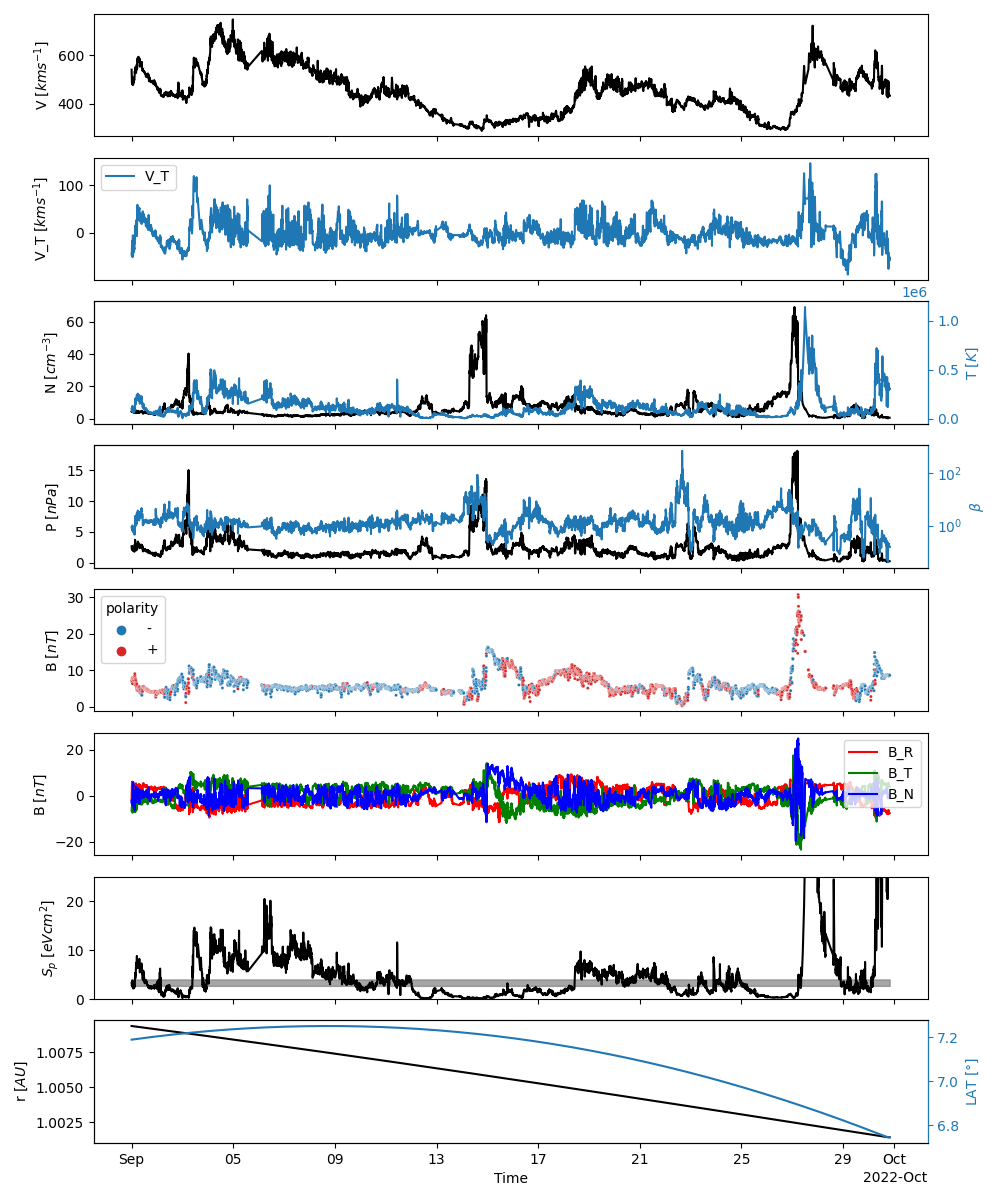 V [kms⁻¹]
600
400
V_T [kms⁻¹]
100
0
V_T
N [cm⁻³]
60
40
20
0
1e6
1.0
0.5
0.0
T [K]
P [nPa]
15
10
5
0
10²
10⁰
β
B [nT]
30
20
10
0
polarity
-
+
B [nT]
20
0
−20
B_R
B_T
B_N
S_p [eVcm²]
20
10
0
r [AU]
1.0075
1.0050
1.0025
7.2
7.0
6.8
LAT [°]
Sep 05 09 13 17 21 25 29 Oct
Time
2022-Oct